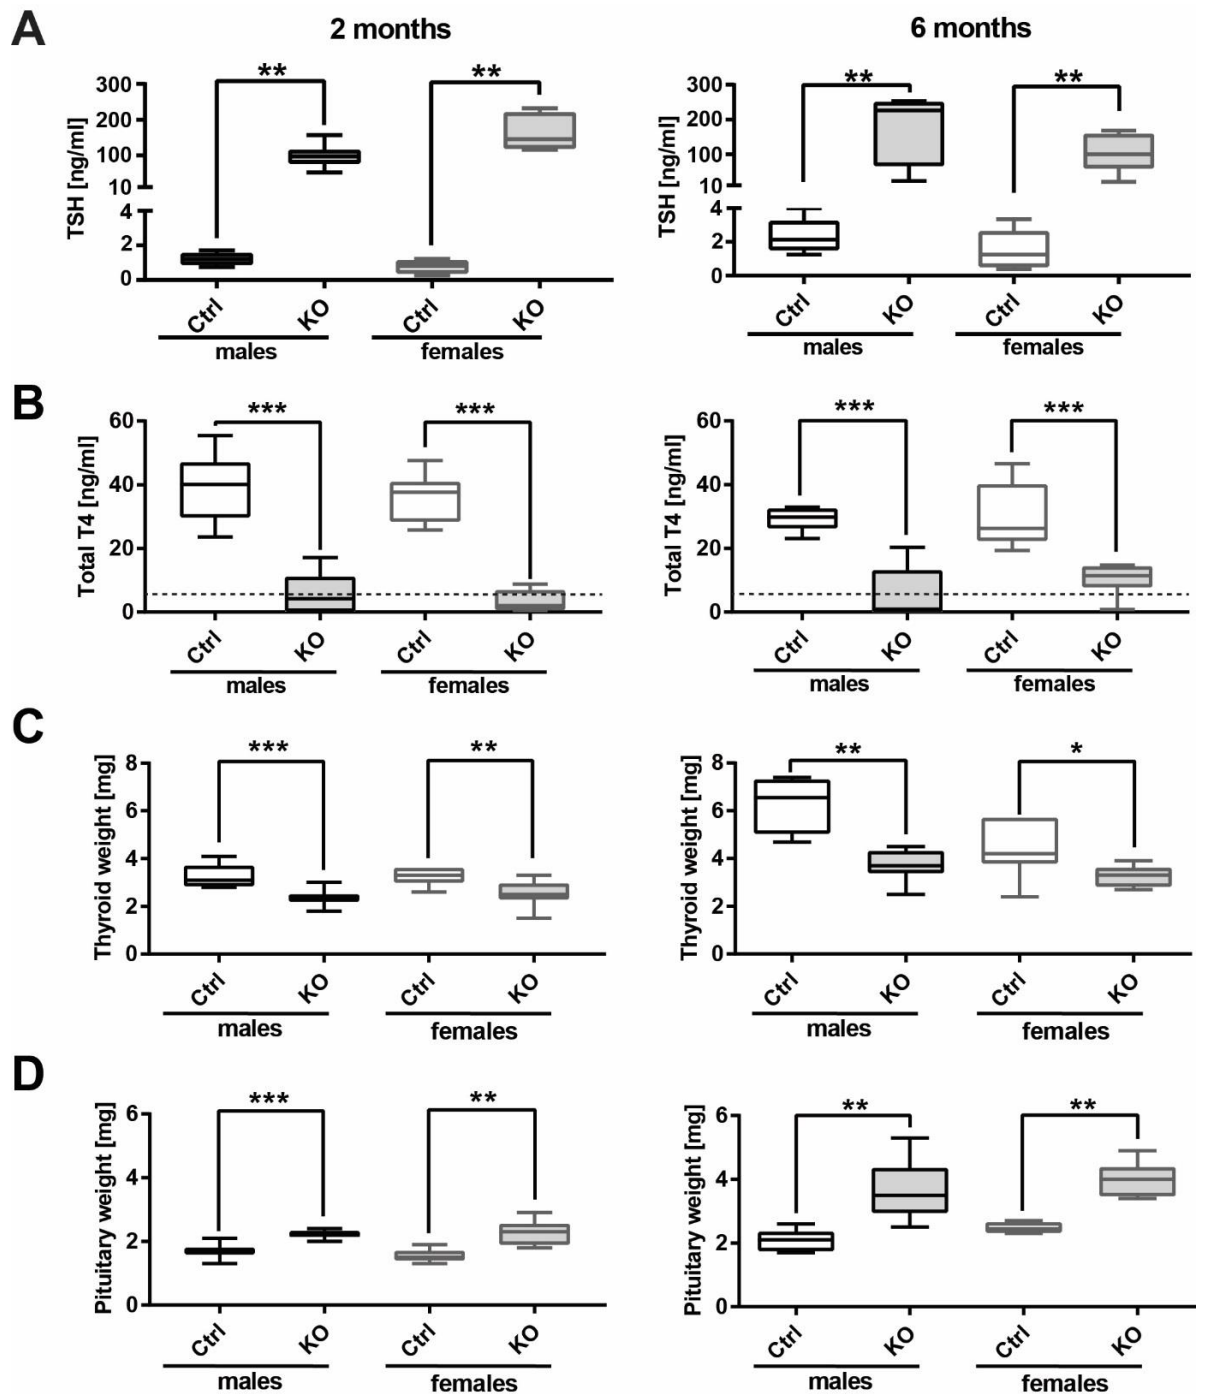 A
2 months
6 months
** ** ** **
TSH [ng/ml]
300
200
100
10
4
2
0
Ctrl KO Ctrl KO
males females
TSH [ng/ml]
300
200
100
10
4
2
0
Ctrl KO Ctrl KO
males females
B
*** *** *** ***
Total T4 [ng/ml]
60
40
20
0
Ctrl KO Ctrl KO
males females
Total T4 [ng/ml]
60
40
20
0
Ctrl KO Ctrl KO
males females
C
*** ** ** *
Thyroid weight [mg]
8
6
4
2
0
Ctrl KO Ctrl KO
males females
Thyroid weight [mg]
8
6
4
2
0
Ctrl KO Ctrl KO
males females
D
*** ** ** **
Pituitary weight [mg]
6
4
2
0
Ctrl KO Ctrl KO
males females
Pituitary weight [mg]
6
4
2
0
Ctrl KO Ctrl KO
males females